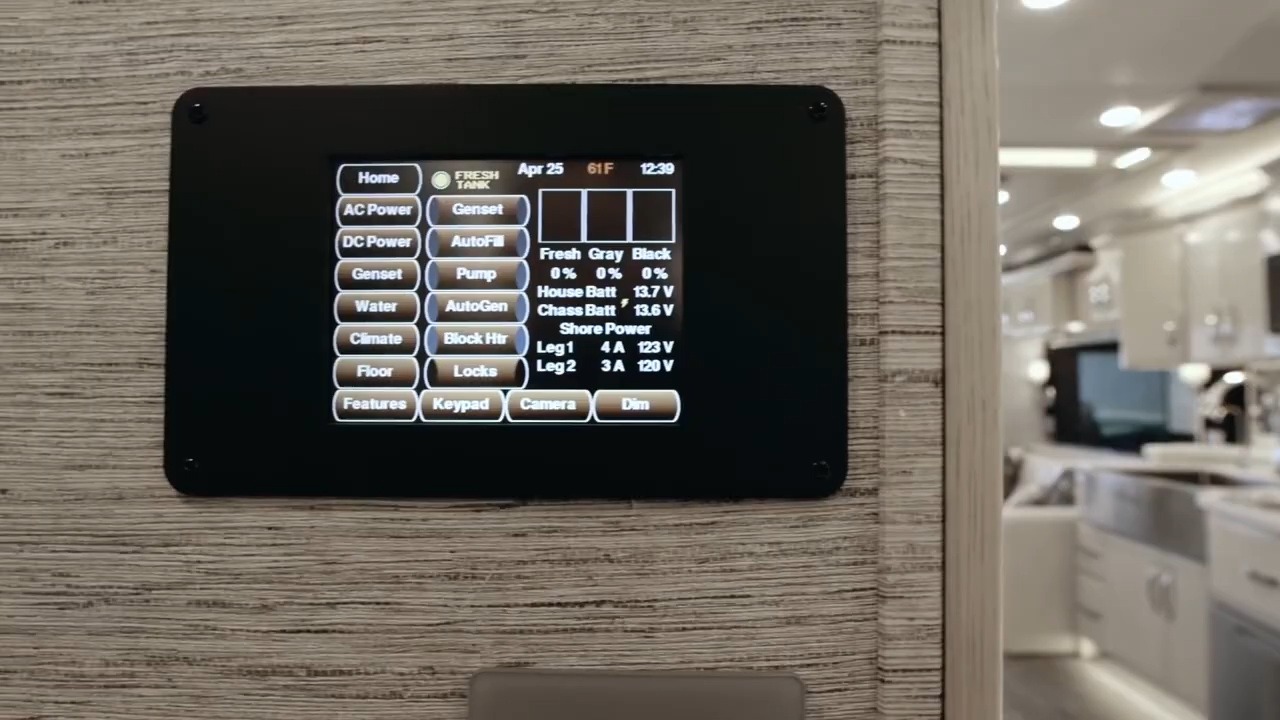 Home
FRESH
TANK
Apr 25 61F 12:39
AC Power
Genset
DC Power
AutoFill
Genset
Pump
Water
AutoGen
Climate
Block Htr
Floor
Locks
Fresh Gray Black
0% 0% 0%
House Batt 13.7 V
Chass Batt 13.6 V
Shore Power
Leg 1 4 A 123 V
Leg 2 3 A 120 V
Features Keypad Camera Dim